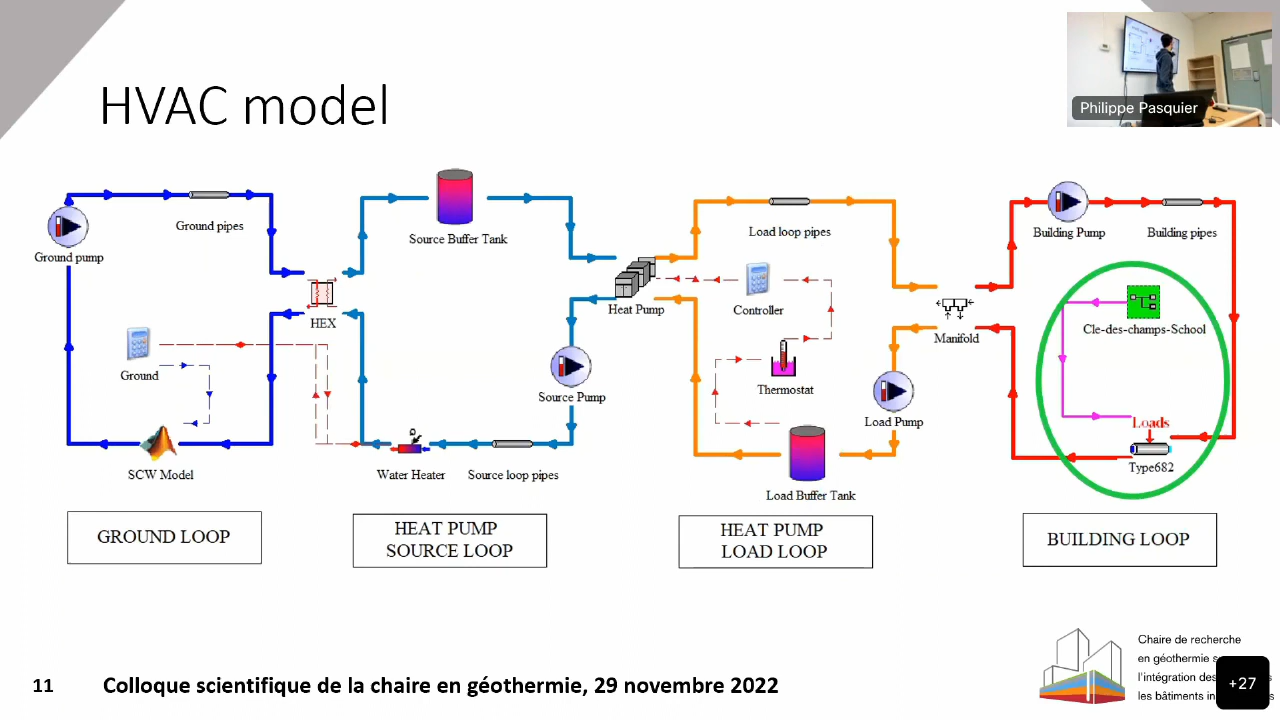 HVAC model
Philippe Pasquier
Ground pump
Ground pipes
HEX
Ground
SCW Model
Source Buffer Tank
Heat Pump
Source Pump
Water Heater
Source loop pipes
Load loop pipes
Controller
Thermostat
Load Pump
Load Buffer Tank
Manifold
Building Pump
Building pipes
Cle-des-champs-School
Loads
Type682
GROUND LOOP
HEAT PUMP
SOURCE LOOP
HEAT PUMP
LOAD LOOP
BUILDING LOOP
11
Colloque scientifique de la chaire en géothermie, 29 novembre 2022
Chaire de recherche
en géothermie
l'intégration des
les bâtiments
+27